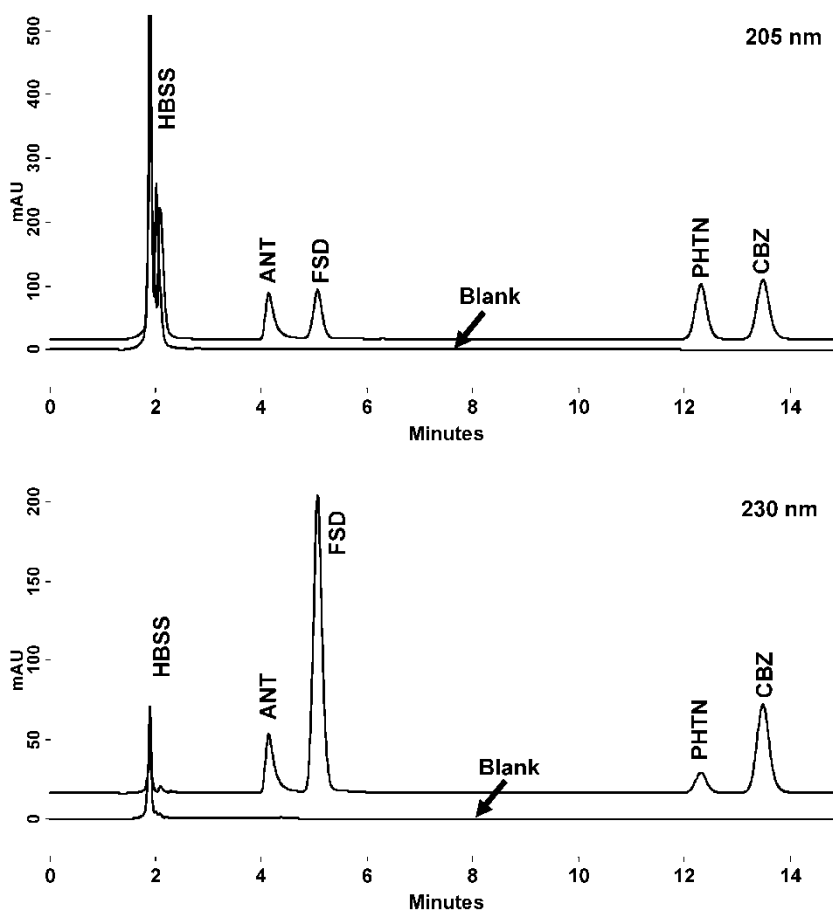 205 nm
mAU
500
400
300
200
100
0
HBSS
ANT
FSD
Blank
PHTN
CBZ
0 2 4 6 8 10 12 14
Minutes
230 nm
mAU
200
150
100
50
0
HBSS
ANT
FSD
Blank
PHTN
CBZ
0 2 4 6 8 10 12 14
Minutes